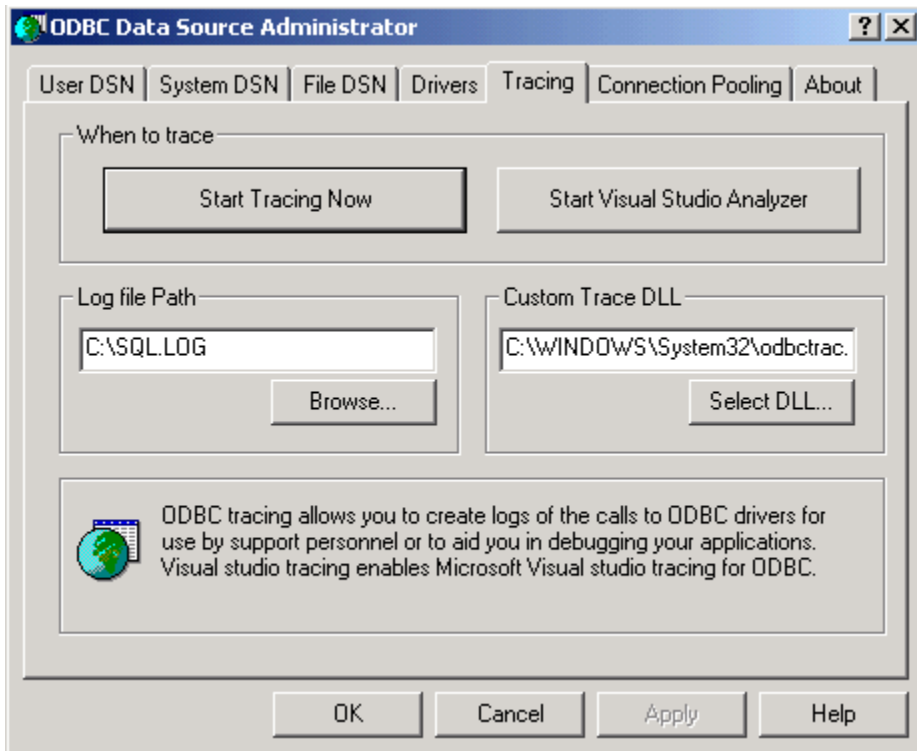 ODBC Data Source Administrator
User DSN System DSN File DSN Drivers Tracing Connection Pooling About
When to trace
Start Tracing Now Start Visual Studio Analyzer
Log file Path Custom Trace DLL
C:\SQL.LOG C:\WINDOWS\System32\odbctrac.
Browse... Select DLL...
ODBC tracing allows you to create logs of the calls to ODBC drivers for
use by support personnel or to aid you in debugging your applications.
Visual studio tracing enables Microsoft Visual studio tracing for ODBC.
OK Cancel Apply Help